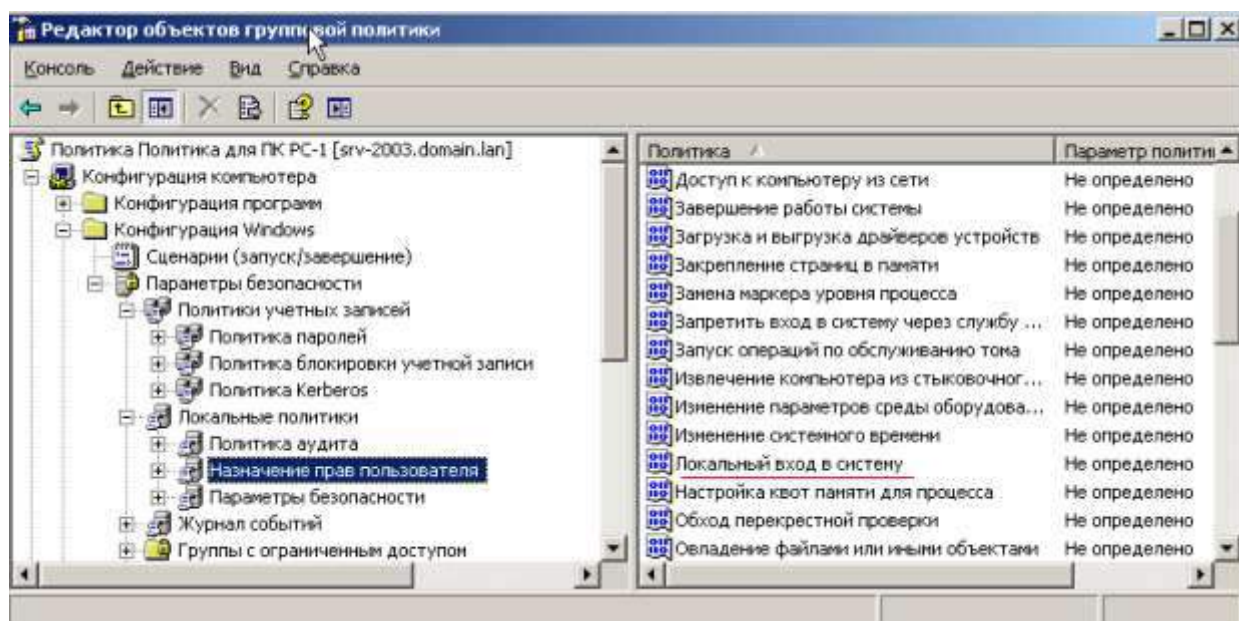 Редактор объектов групповой политики
Консоль Действие Вид Справка
Политика Политика для ПК PC-1 [srv-2003.domain.lan]
Конфигурация компьютера
Конфигурация программ
Конфигурация Windows
Сценарии (запуск/завершение)
Параметры безопасности
Политики учетных записей
Политика паролей
Политика блокировки учетной записи
Политика Kerberos
Локальные политики
Политика аудита
Назначение прав пользователя
Параметры безопасности
Журнал событий
Группы с ограниченным доступом
Политика Параметр полити
Доступ к компьютеру из сети Не определено
Завершение работы системы Не определено
Загрузка и выгрузка драйверов устройств Не определено
Закрепление страниц в памяти Не определено
Замена маркера уровня процесса Не определено
Запретить вход в систему через службу ... Не определено
Запуск операций по обслуживанию тома Не определено
Извлечение компьютера из стыковочног... Не определено
Изменение параметров среды оборудова... Не определено
Изменение системного времени Не определено
Локальный вход в систему Не определено
Настройка квот памяти для процесса Не определено
Обход перекрестной проверки Не определено
Овладение файлами или иными объектами Не определено